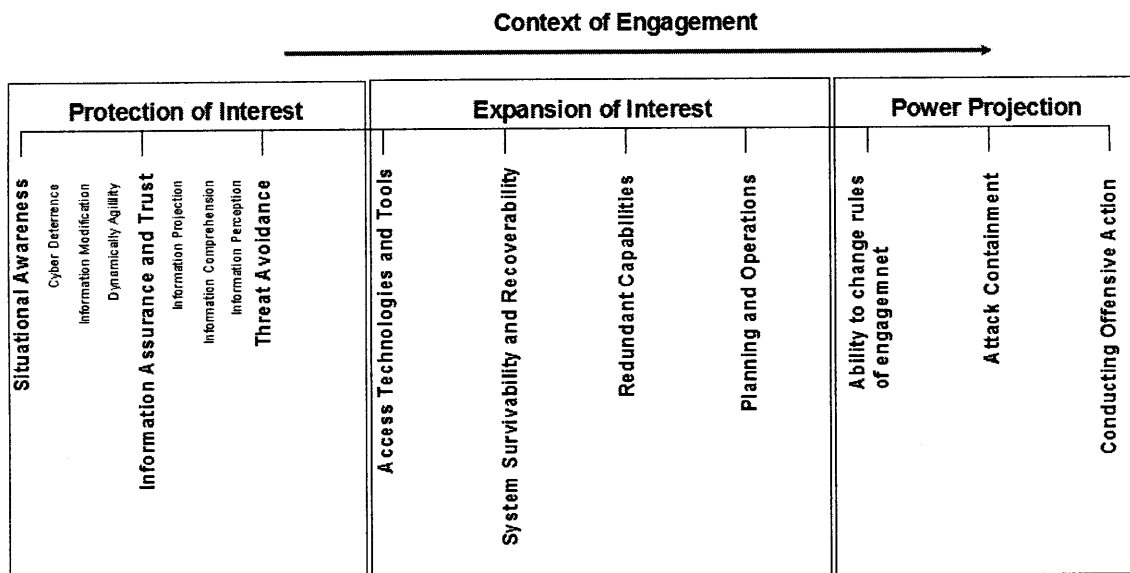 Context of Engagement
Protection of Interest
Expansion of Interest
Power Projection
Situational Awareness
Cyber Deterrence
Information Modification
Dynamically Agillity
Information Assurance and Trust
Information Projection
Information Comprehension
Information Perception
Threat Avoidance
Access Technologies and Tools
System Survivability and Recoverability
Redundant Capabilities
Planning and Operations
Ability to change rules
of engagemnet
Attack Containment
Conducting Offensive Action